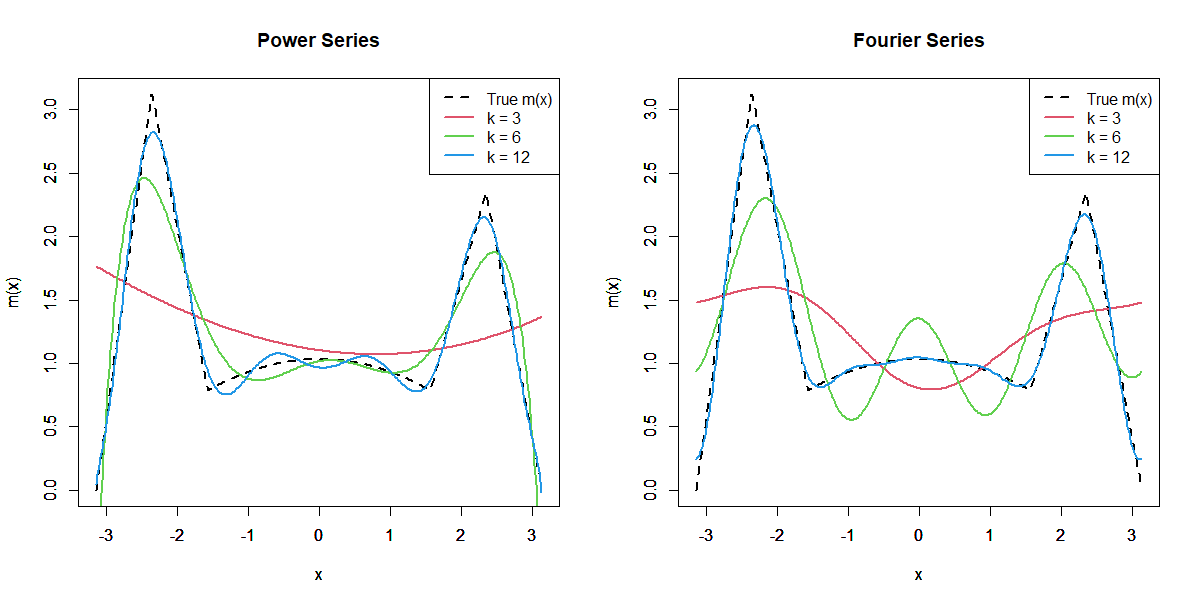 Power Series
True m(x)
k = 3
k = 6
k = 12
m(x)
3.0
2.5
2.0
1.5
1.0
0.5
0.0
-3 -2 -1 0 1 2 3
x
Fourier Series
True m(x)
k = 3
k = 6
k = 12
m(x)
3.0
2.5
2.0
1.5
1.0
0.5
0.0
-3 -2 -1 0 1 2 3
x